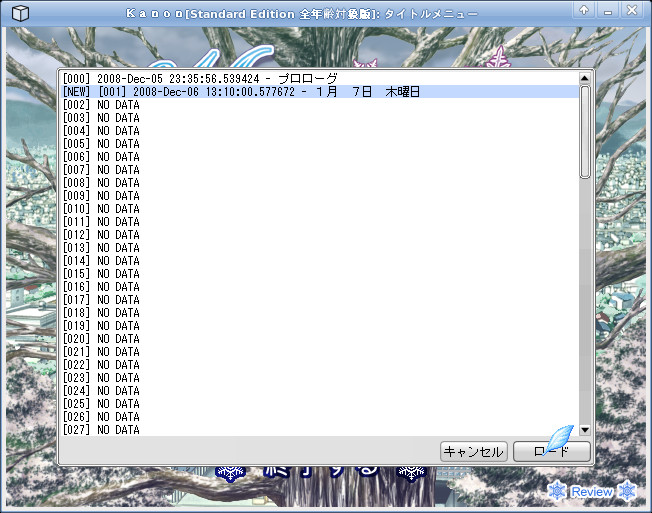 Ｋａｎｏｎ[Standard Edition 全年齢対象版]: タイトルメニュー
[000] 2008-Dec-05 23:35:56.539424 - プロローグ
[NEW] [001] 2008-Dec-06 13:10:00.577672 - １月　７日　木曜日
[002] NO DATA
[003] NO DATA
[004] NO DATA
[005] NO DATA
[006] NO DATA
[007] NO DATA
[008] NO DATA
[009] NO DATA
[010] NO DATA
[011] NO DATA
[012] NO DATA
[013] NO DATA
[014] NO DATA
[015] NO DATA
[016] NO DATA
[017] NO DATA
[018] NO DATA
[019] NO DATA
[020] NO DATA
[021] NO DATA
[022] NO DATA
[023] NO DATA
[024] NO DATA
[025] NO DATA
[026] NO DATA
[027] NO DATA
キャンセル
ロード
終了する
Review